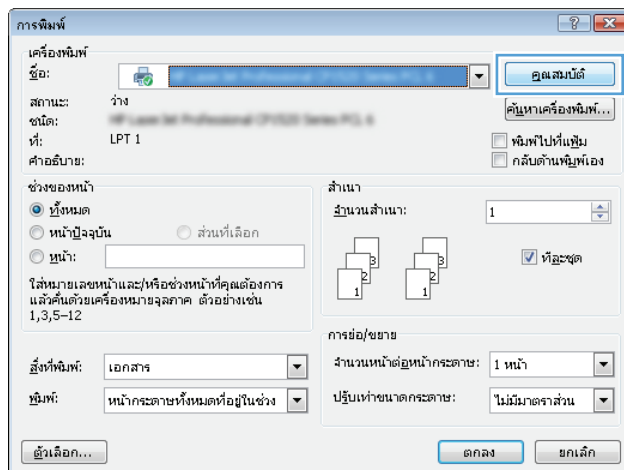 การพิมพ์
เครื่องพิมพ์
ชื่อ:
คุณสมบัติ
สถานะ: ว่าง
ค้นหาเครื่องพิมพ์...
ชนิด:
ที่: LPT 1
พิมพ์ไปที่แฟ้ม
คำอธิบาย:
กลับด้านพิมพ์เอง
ช่วงของหน้า
ทั้งหมด
หน้าปัจจุบัน ส่วนที่เลือก
หน้า:
ใส่หมายเลขหน้าและ/หรือช่วงหน้าที่คุณต้องการ
แล้วคั่นด้วยเครื่องหมายจุลภาค ตัวอย่างเช่น
1,3,5–12
สำเนา
จำนวนสำเนา: 1
1 2 3 1 2 3
ทีละชุด
สิ่งที่พิมพ์: เอกสาร
พิมพ์: หน้ากระดาษทั้งหมดที่อยู่ในช่วง
การย่อ/ขยาย
จำนวนหน้าต่อหน้ากระดาษ: 1 หน้า
ปรับเท่าขนาดกระดาษ: ไม่มีมาตราส่วน
ตัวเลือก...
ตกลง
ยกเลิก